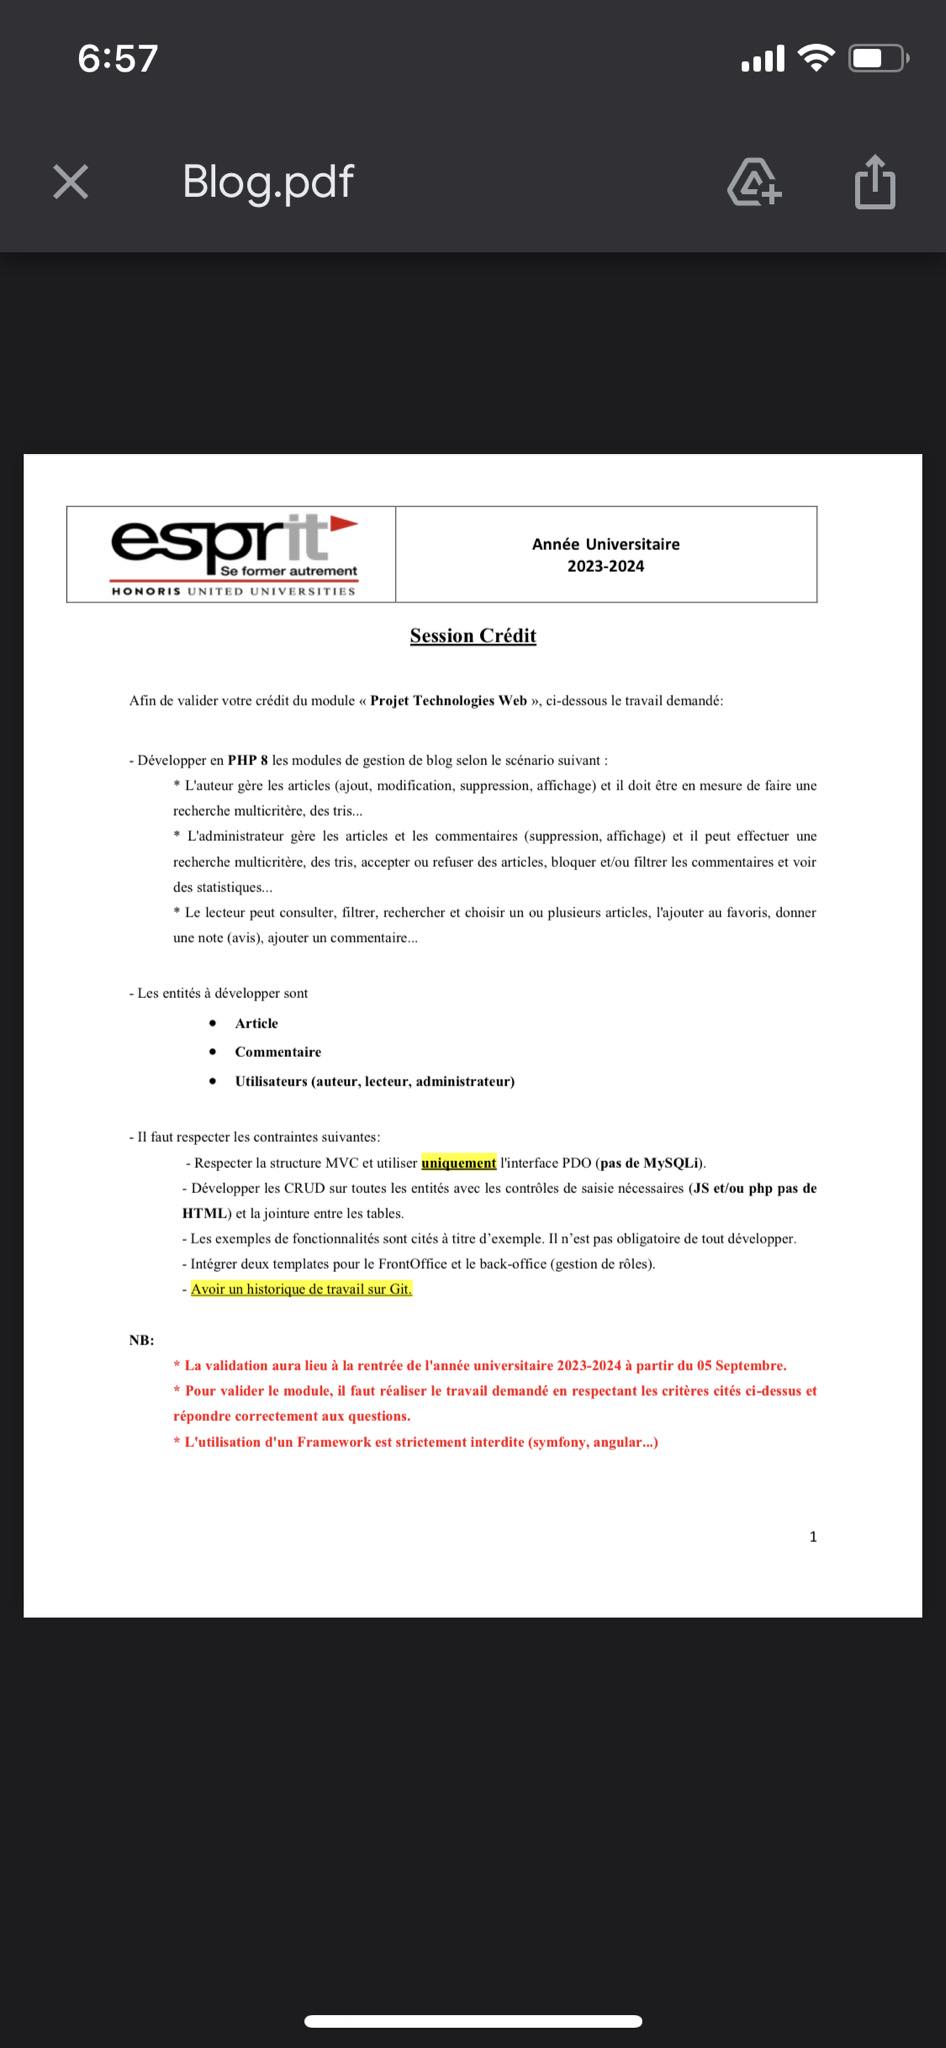 6:57
Blog.pdf
esprit
Se former autrement
HONORIS UNITED UNIVERSITIES
Année Universitaire
2023-2024
Session Crédit
Afin de valider votre crédit du module « Projet Technologies Web », ci-dessous le travail demandé:
- Développer en PHP 8 les modules de gestion de blog selon le scénario suivant :
* L'auteur gère les articles (ajout, modification, suppression, affichage) et il doit être en mesure de faire une
recherche multicritère, des tris...
* L'administrateur gère les articles et les commentaires (suppression, affichage) et il peut effectuer une
recherche multicritère, des tris, accepter ou refuser des articles, bloquer et/ou filtrer les commentaires et voir
des statistiques...
* Le lecteur peut consulter, filtrer, rechercher et choisir un ou plusieurs articles, l'ajouter au favoris, donner
une note (avis), ajouter un commentaire...
- Les entités à développer sont
• Article
• Commentaire
• Utilisateurs (auteur, lecteur, administrateur)
- Il faut respecter les contraintes suivantes:
- Respecter la structure MVC et utiliser uniquement l'interface PDO (pas de MySQLi).
- Développer les CRUD sur toutes les entités avec les contrôles de saisie nécessaires (JS et/ou php pas de
HTML) et la jointure entre les tables.
- Les exemples de fonctionnalités sont cités à titre d'exemple. Il n'est pas obligatoire de tout développer.
- Intégrer deux templates pour le FrontOffice et le back-office (gestion de rôles).
- Avoir un historique de travail sur Git.
NB:
* La validation aura lieu à la rentrée de l'année universitaire 2023-2024 à partir du 05 Septembre.
* Pour valider le module, il faut réaliser le travail demandé en respectant les critères cités ci-dessus et
répondre correctement aux questions.
* L'utilisation d'un Framework est strictement interdite (symfony, angular...)
1